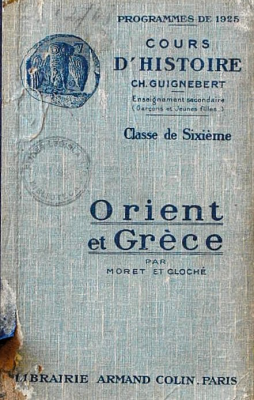 PROGRAMMES DE 1925
COURS
D'HISTOIRE
CH. GUIGNEBERT
Enseignement secondaire
(Garçons et Jeunes filles.)
Classe de Sixième
Orient
et Grèce
PAR
MORET ET CLOCHÉ
LIBRAIRIE ARMAND COLIN. PARIS